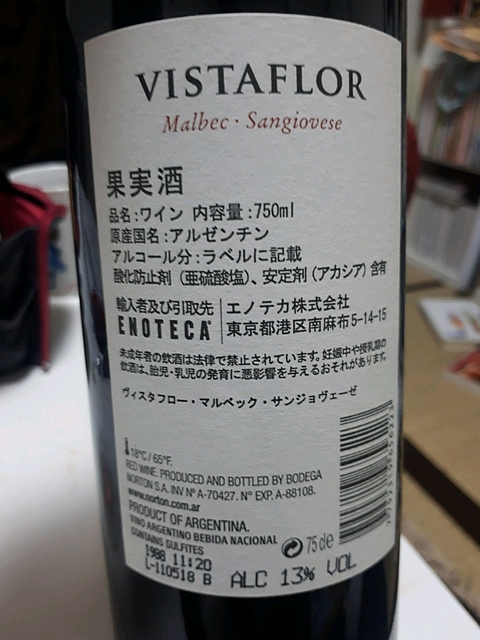 VISTAFLOR
Malbec · Sangiovese
果実酒
品名:ワイン 内容量:750ml
原産国名:アルゼンチン
アルコール分:ラベルに記載
酸化防止剤（亜硫酸塩）、安定剤（アカシア）含有
輸入者及び引取先
ENOTECA
エノテカ株式会社
東京都港区南麻布5-14-15
未成年者の飲酒は法律で禁止されています。妊娠中や授乳期の
飲酒は、胎児・乳児の発育に悪影響を与えるおそれがあります。
ヴィスタフロー・マルベック・サンジョヴェーゼ
18°C / 65°F.
RED WINE. PRODUCED AND BOTTLED BY BODEGA
NORTON S.A. INV Nº A-70427. Nº EXP. A-88108.
www.norton.com.ar
PRODUCT OF ARGENTINA.
VINO ARGENTINO BEBIDA NACIONAL
CONTAINS SULFITES
75 cl e
1988 11:20
L-110518 B
ALC 13% VOL